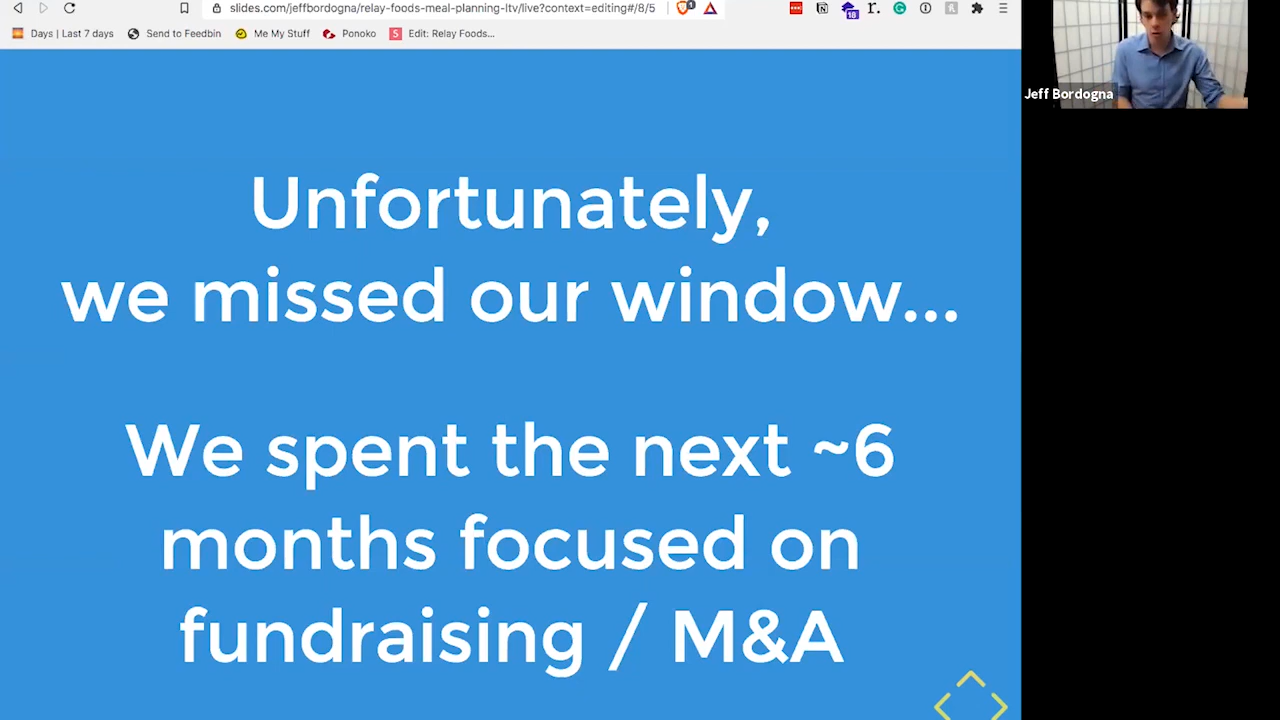 slides.com/jeffbordogna/relay-foods-meal-planning-ltv/live?context=editing#/8/5
1
18
r.
Days | Last 7 days
Send to Feedbin
Me My Stuff
Ponoko
S
Edit: Relay Foods...
Jeff Bordogna
Unfortunately,
we missed our window...
We spent the next ~6
months focused on
fundraising / M&A